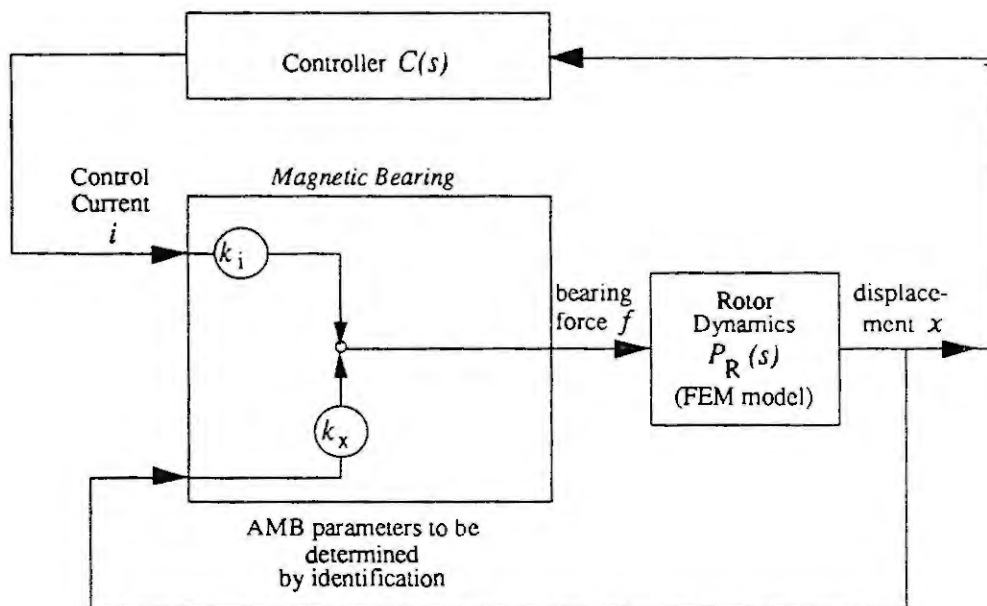 Controller C(s)
Control
Current
i
Magnetic Bearing
k i
k x
bearing
force f
Rotor
Dynamics
P R (s)
(FEM model)
displace-
ment x
AMB parameters to be
determined
by identification